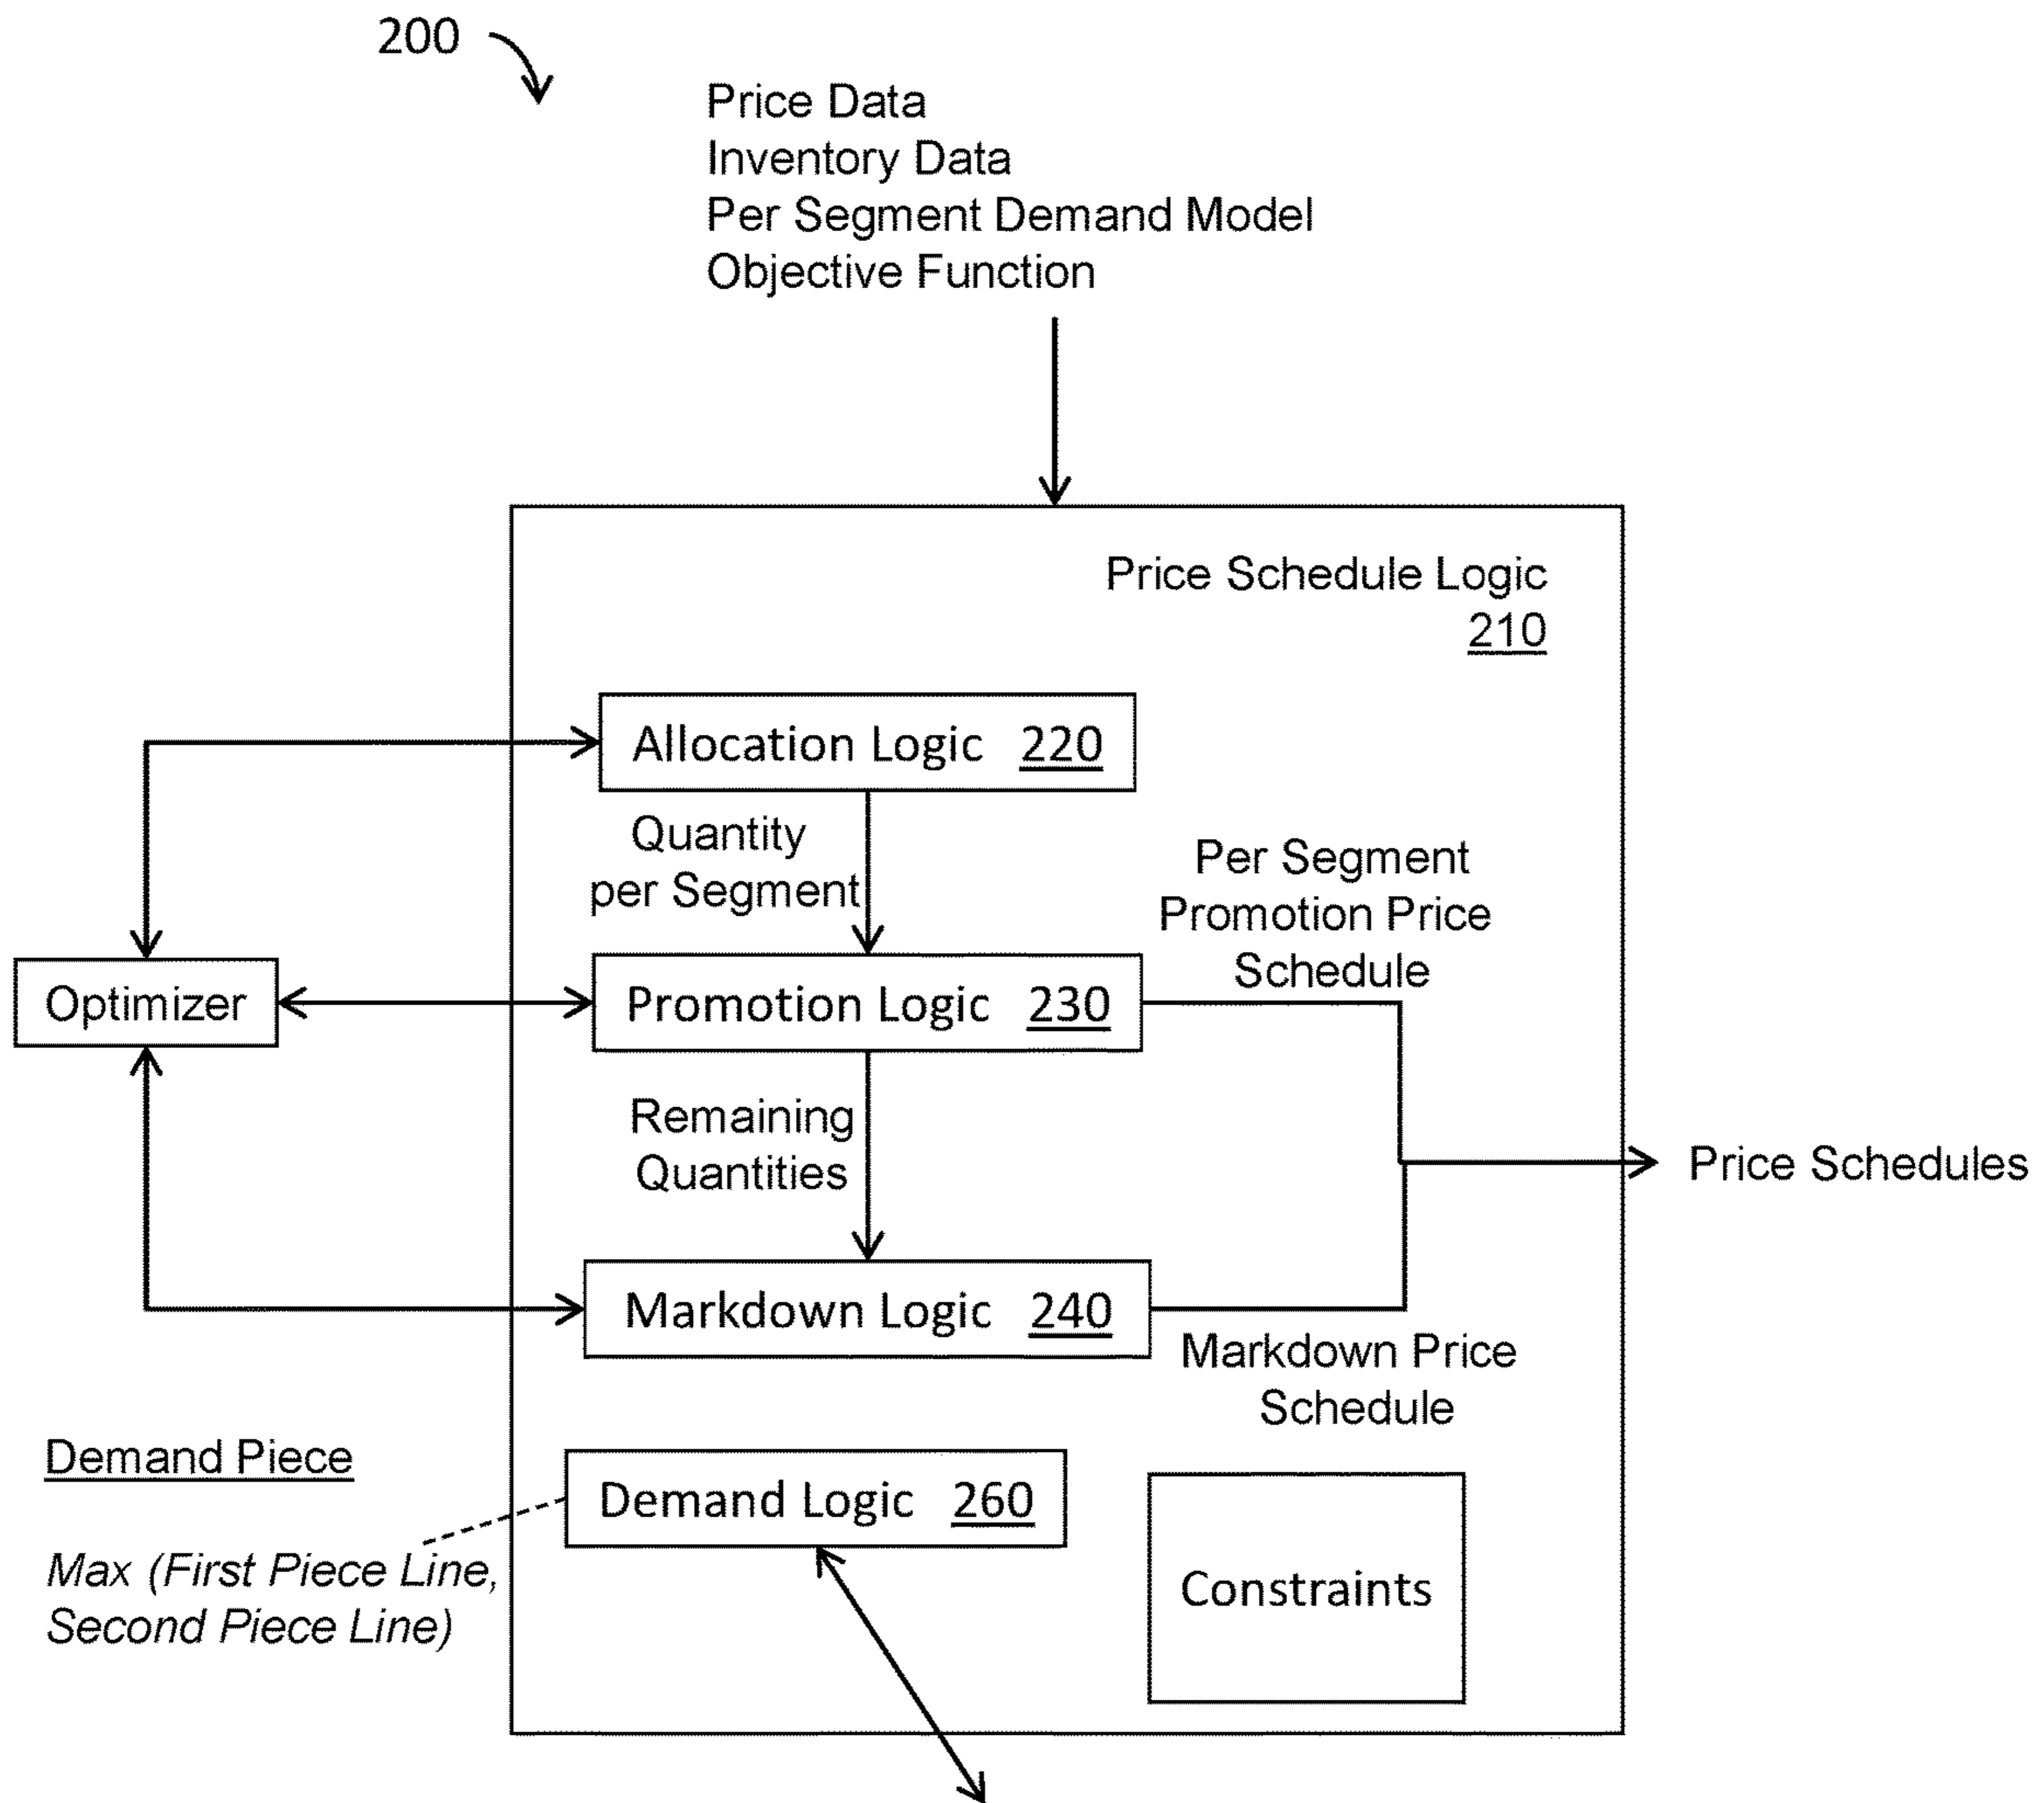 200
Price Data
Inventory Data
Per Segment Demand Model
Objective Function
Price Schedule Logic
210
Allocation Logic 220
Quantity
per Segment
Per Segment
Promotion Price
Schedule
Optimizer
Promotion Logic 230
Remaining
Quantities
Price Schedules
Markdown Logic 240
Markdown Price
Schedule
Demand Piece
Demand Logic 260
Max (First Piece Line,
Second Piece Line)
Constraints